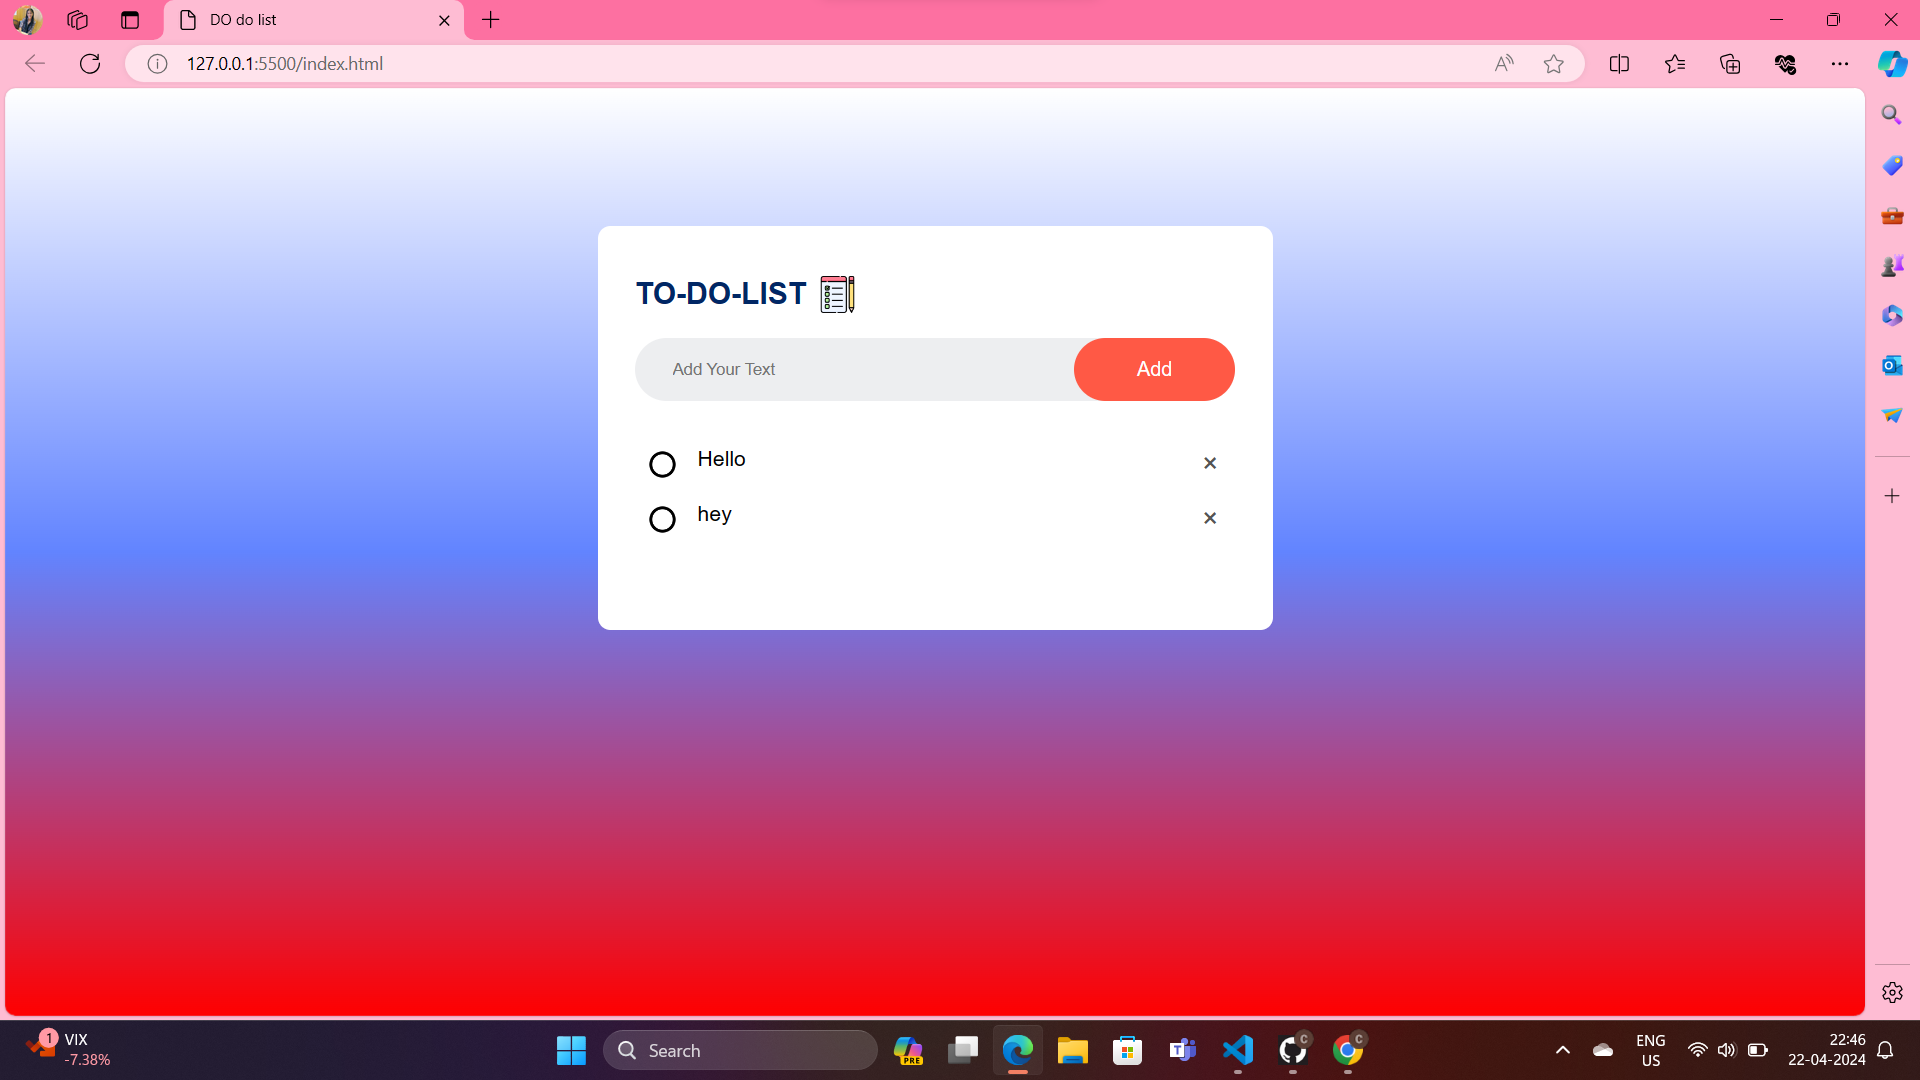 DO do list
127.0.0.1:5500/index.html
TO-DO-LIST
Add Your Text
Add
Hello
hey
1
VIX
-7.38%
Search
PRE
C
C
ENG
US
22:46
22-04-2024